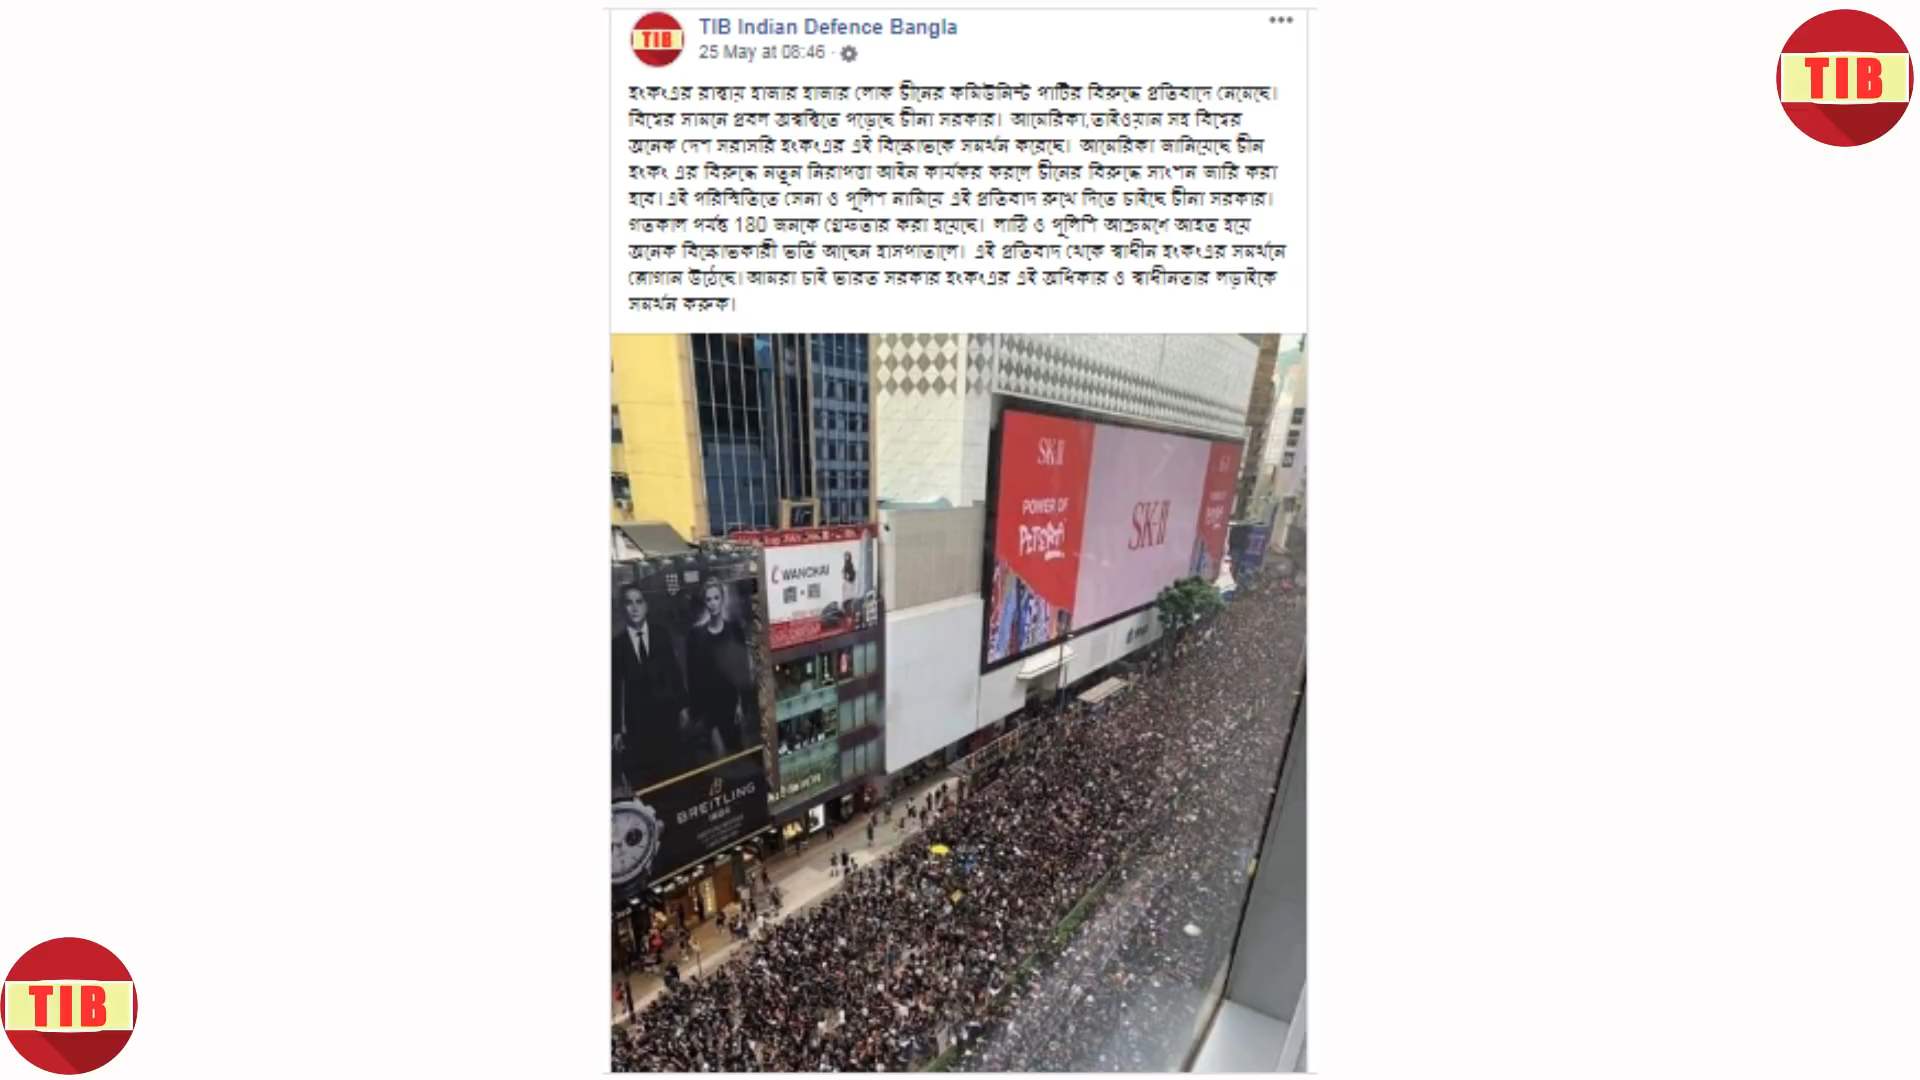 TIB Indian Defence Bangla
25 May at 08:46
হংকংএর রাস্তায় হাজার হাজার লোক চীনের কমিউনিস্ট পার্টির বিরুদ্ধে প্রতিবাদে নেমেছে।
বিশ্বের সামনে প্রবল অস্বস্তিতে পড়েছে চীনা সরকার। আমেরিকা,তাইওয়ান সহ বিশ্বের
অনেক দেশ সরাসরি হংকংএর এই বিক্ষোভকে সমর্থন করেছে। আমেরিকা জানিয়েছে চীন
হংকং এর বিরুদ্ধে নতুন নিরাপত্তা আইন কার্যকর করলে চীনের বিরুদ্ধে সাংশন জারি করা
হবে। এই পরিস্থিতিতে সেনা ও পুলিশ নামিয়ে এই প্রতিবাদ রুখে দিতে চাইছে চীনা সরকার।
গতকাল পর্যন্ত 180 জনকে গ্রেফতার করা হয়েছে। লাঠি ও পুলিশি আক্রমণে আহত হয়ে
অনেক বিক্ষোভকারী ভর্তি আছেন হাসপাতালে। এই প্রতিবাদ থেকে স্বাধীন হংকংএর সমর্থনে
স্লোগান উঠেছে। আমরা চাই ভারত সরকার হংকংএর এই অধিকার ও স্বাধীনতার লড়াইকে
সমর্থন করুক।
TIB
TIB
TIB
SK-II
POWER OF
PITERA
SK-II
WANCHAI
BREITLING
1884